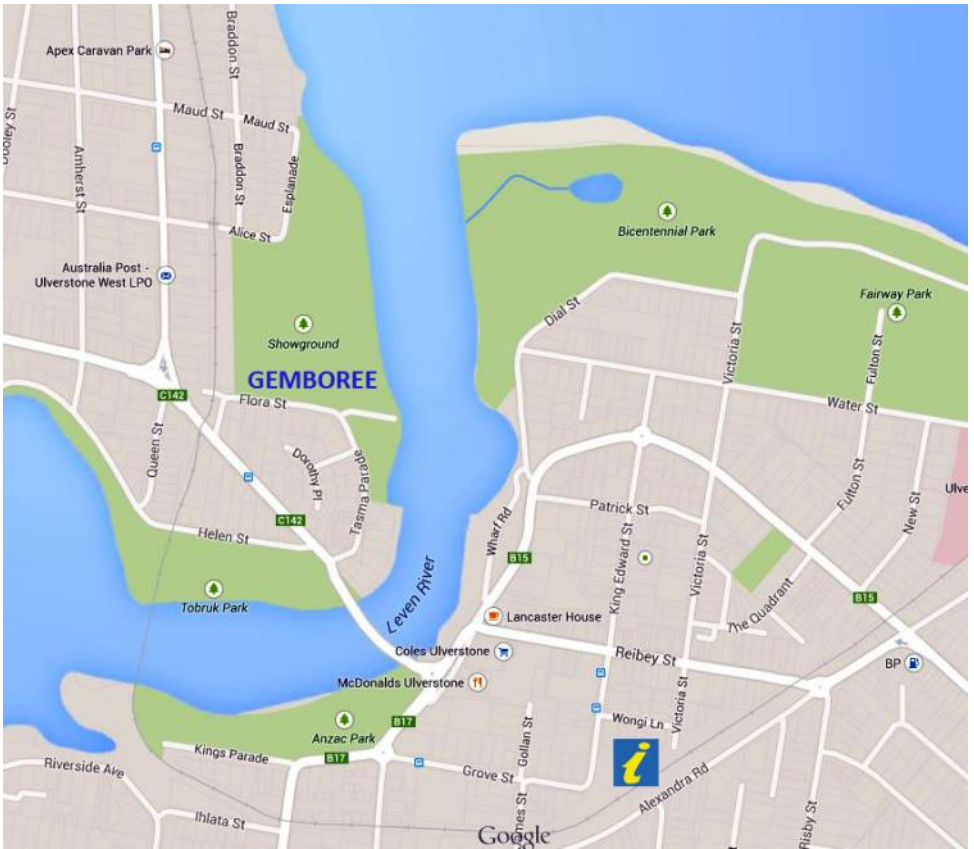 Braddon St
Apex Caravan Park
Maud St
Maud St
Dooley St
Amherst St
Braddon St
Esplanade
Alice St
Bicentennial Park
Australia Post -
Ulverstone West LPO
Fairway Park
Dial St
Showground
Victoria St
Fulton St
GEMBOREE
C142
Flora St
Water St
Queen St
Dorothy Pl
Tasma Parade
Fulton St
New St
Ulve
Patrick St
C142
Helen St
Wharf Rd
B15
King Edward St
Victoria St
Tobruk Park
Leven River
The Quadrant
B15
Lancaster House
Coles Ulverstone
Reibey St
BP
McDonalds Ulverstone
Victoria St
Gollan St
Wongi Ln
Anzac Park
B17
i
Kings Parade
B17
Grove St
Riverside Ave
Alexandra Rd
Risby St
Ihlata St
mes St
Google